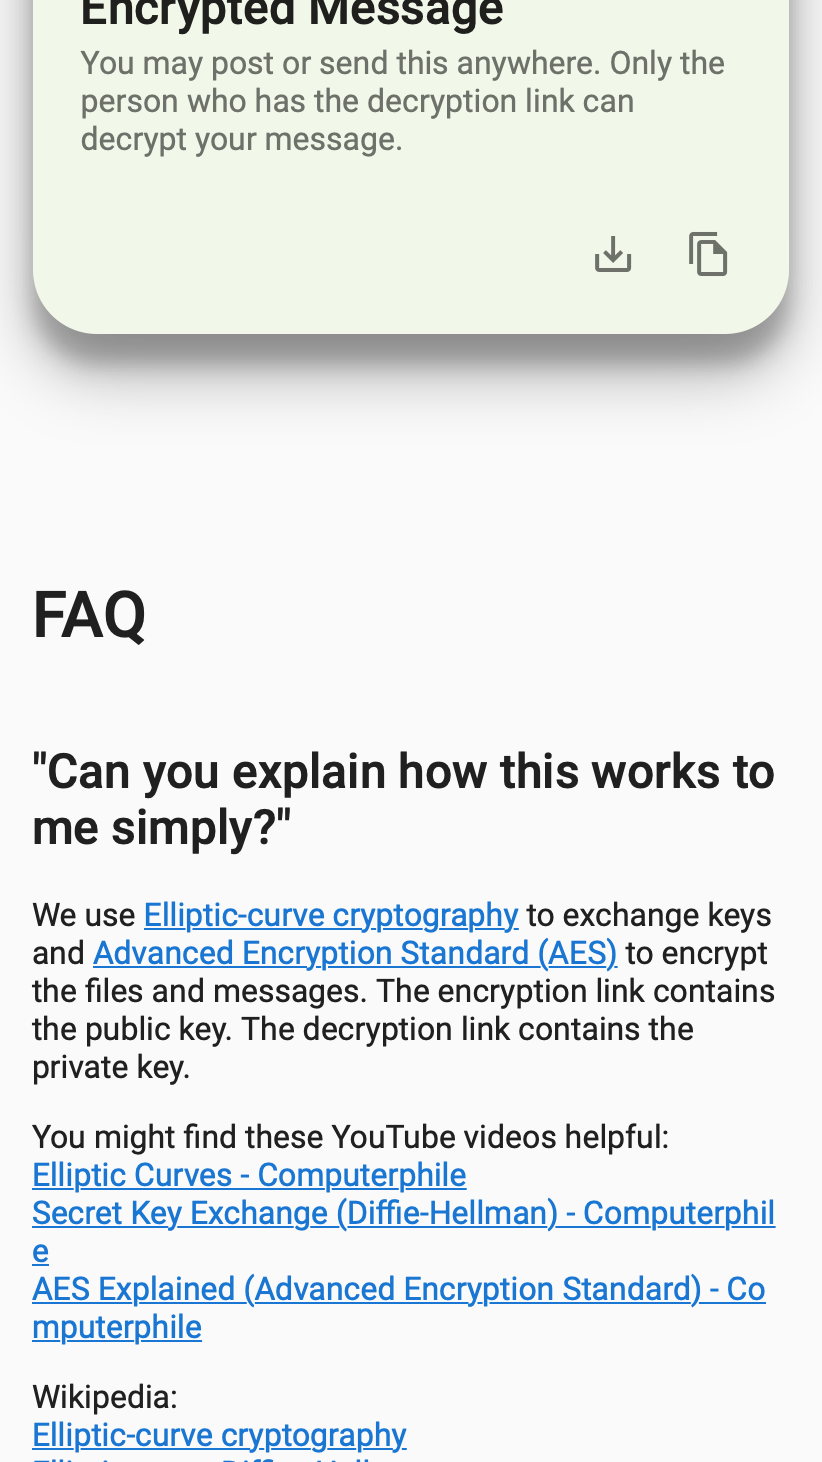 Encrypted Message
You may post or send this anywhere. Only the
person who has the decryption link can
decrypt your message.
FAQ
"Can you explain how this works to
me simply?"
We use Elliptic-curve cryptography to exchange keys
and Advanced Encryption Standard (AES) to encrypt
the files and messages. The encryption link contains
the public key. The decryption link contains the
private key.
You might find these YouTube videos helpful:
Elliptic Curves - Computerphile
Secret Key Exchange (Diffie-Hellman) - Computerphil
e
AES Explained (Advanced Encryption Standard) - Co
mputerphile
Wikipedia:
Elliptic-curve cryptography